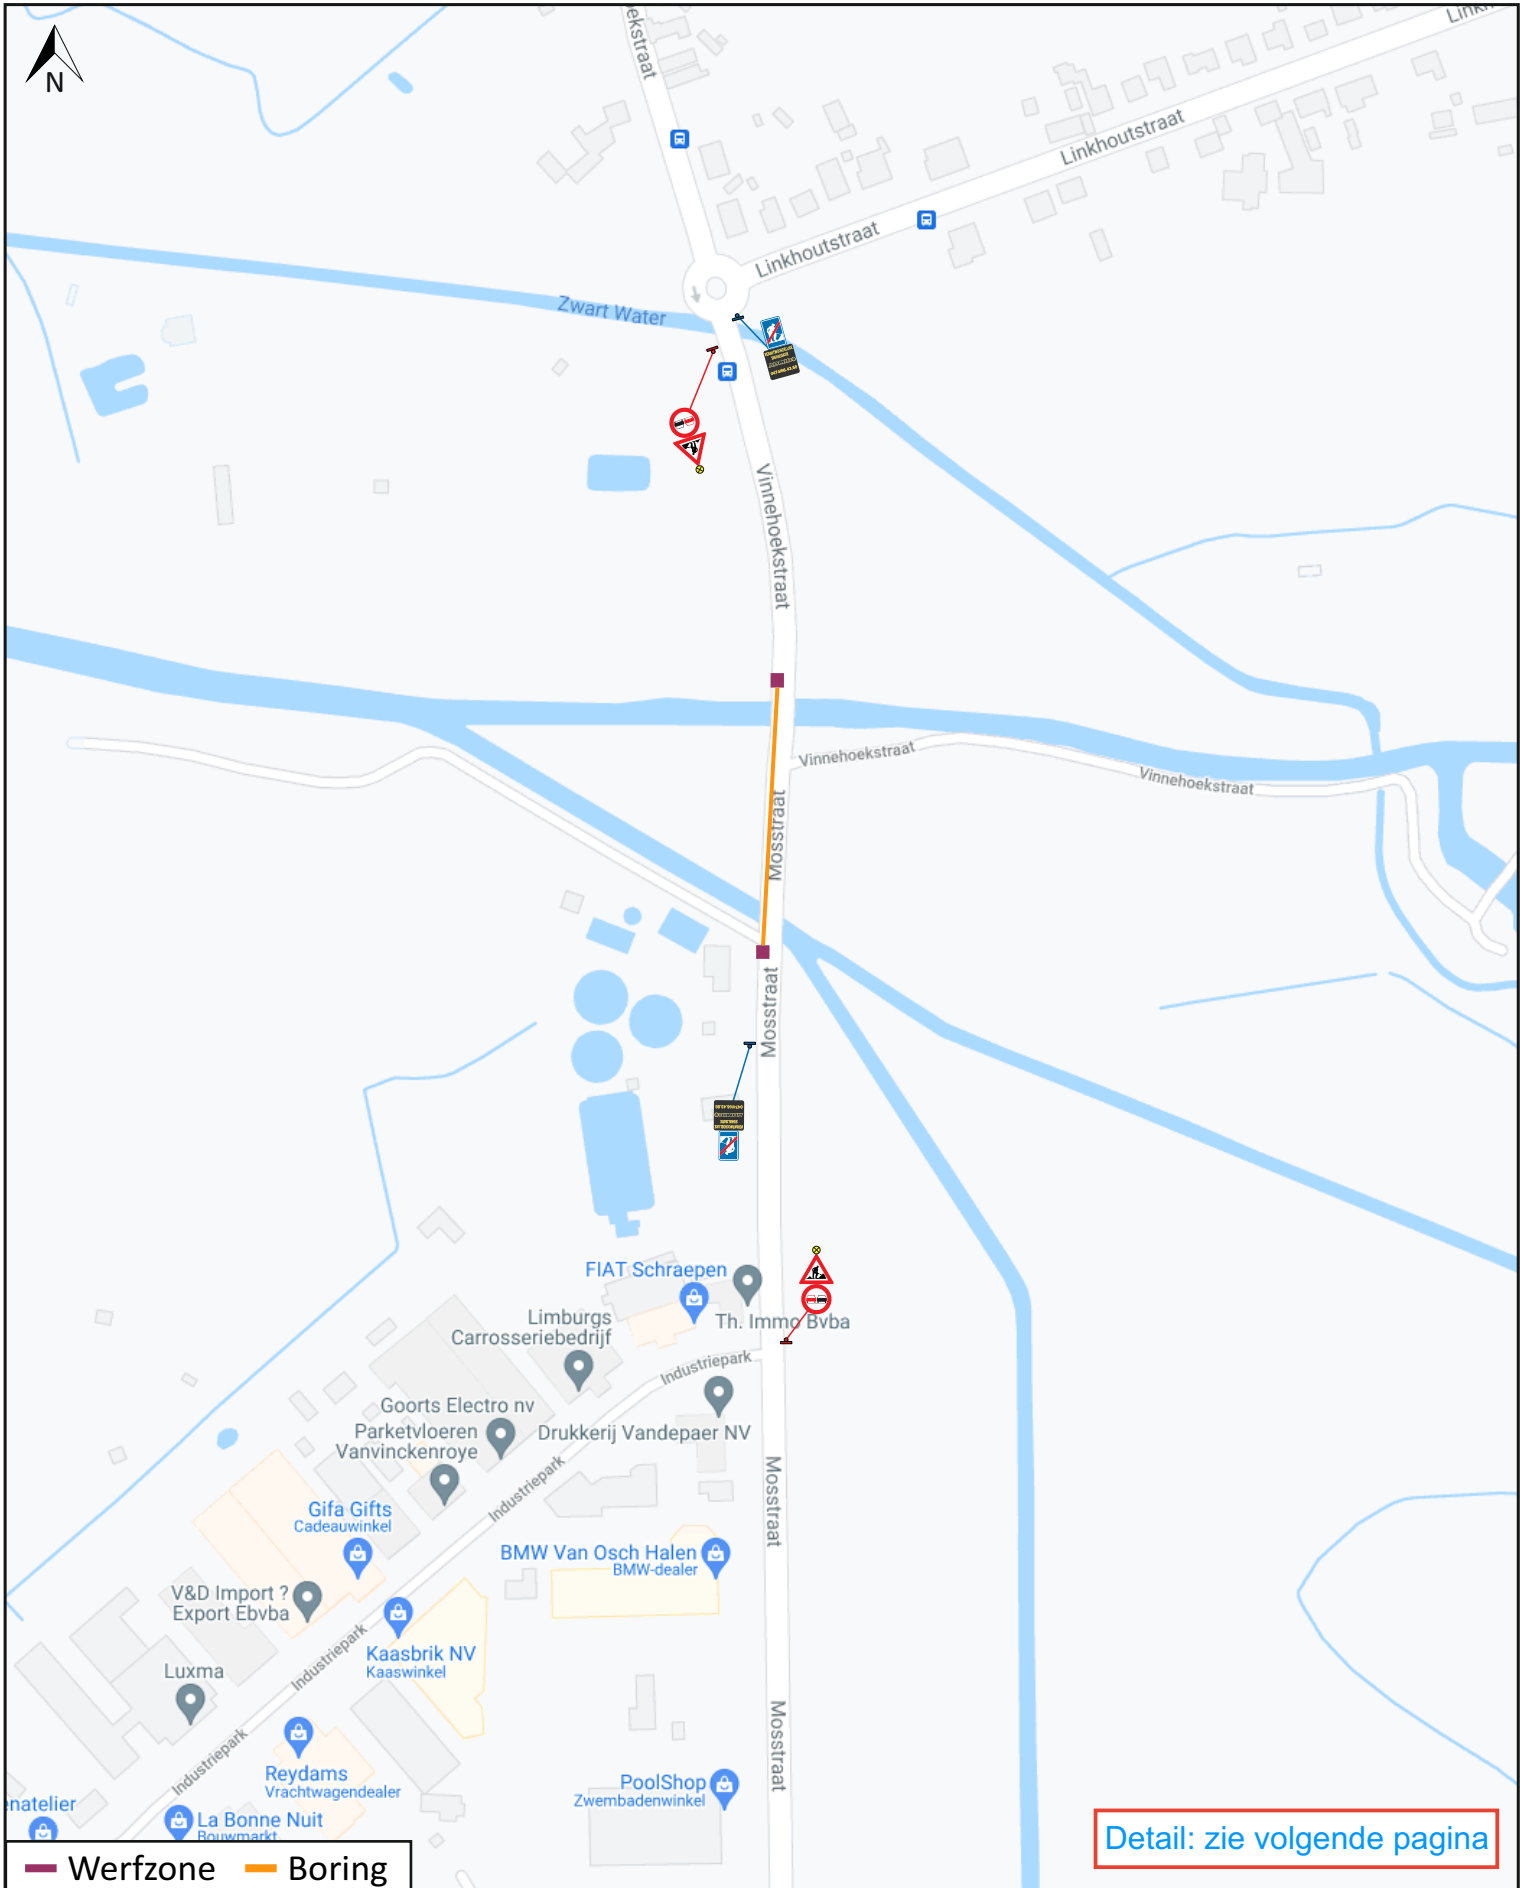 N
ekstraat
Linkhoutstraat
Linkhoutstraat
Zwart Water
Vinnehoekstraat
Vinnehoekstraat
Vinnehoekstraat
Mosstraat
Mosstraat
FIAT Schraepen
Th. Immo Bvba
Limburgs
Carrosseriebedrijf
Industriepark
Goorts Electro nv
Parketvloeren
Vanvinckenroye
Drukkerij Vandepaer NV
Industriepark
Mosstraat
Gifa Gifts
Cadeauwinkel
BMW Van Osch Halen
BMW-dealer
V&D Import ?
Export Ebvba
Kaasbrik NV
Kaaswinkel
Industriepark
Luxma
Mosstraat
Industriepark
Reydams
Vrachtwagendealer
PoolShop
Zwembadenwinkel
enatelier
La Bonne Nuit
Bouwmarkt
Detail: zie volgende pagina
Werfzone
Boring